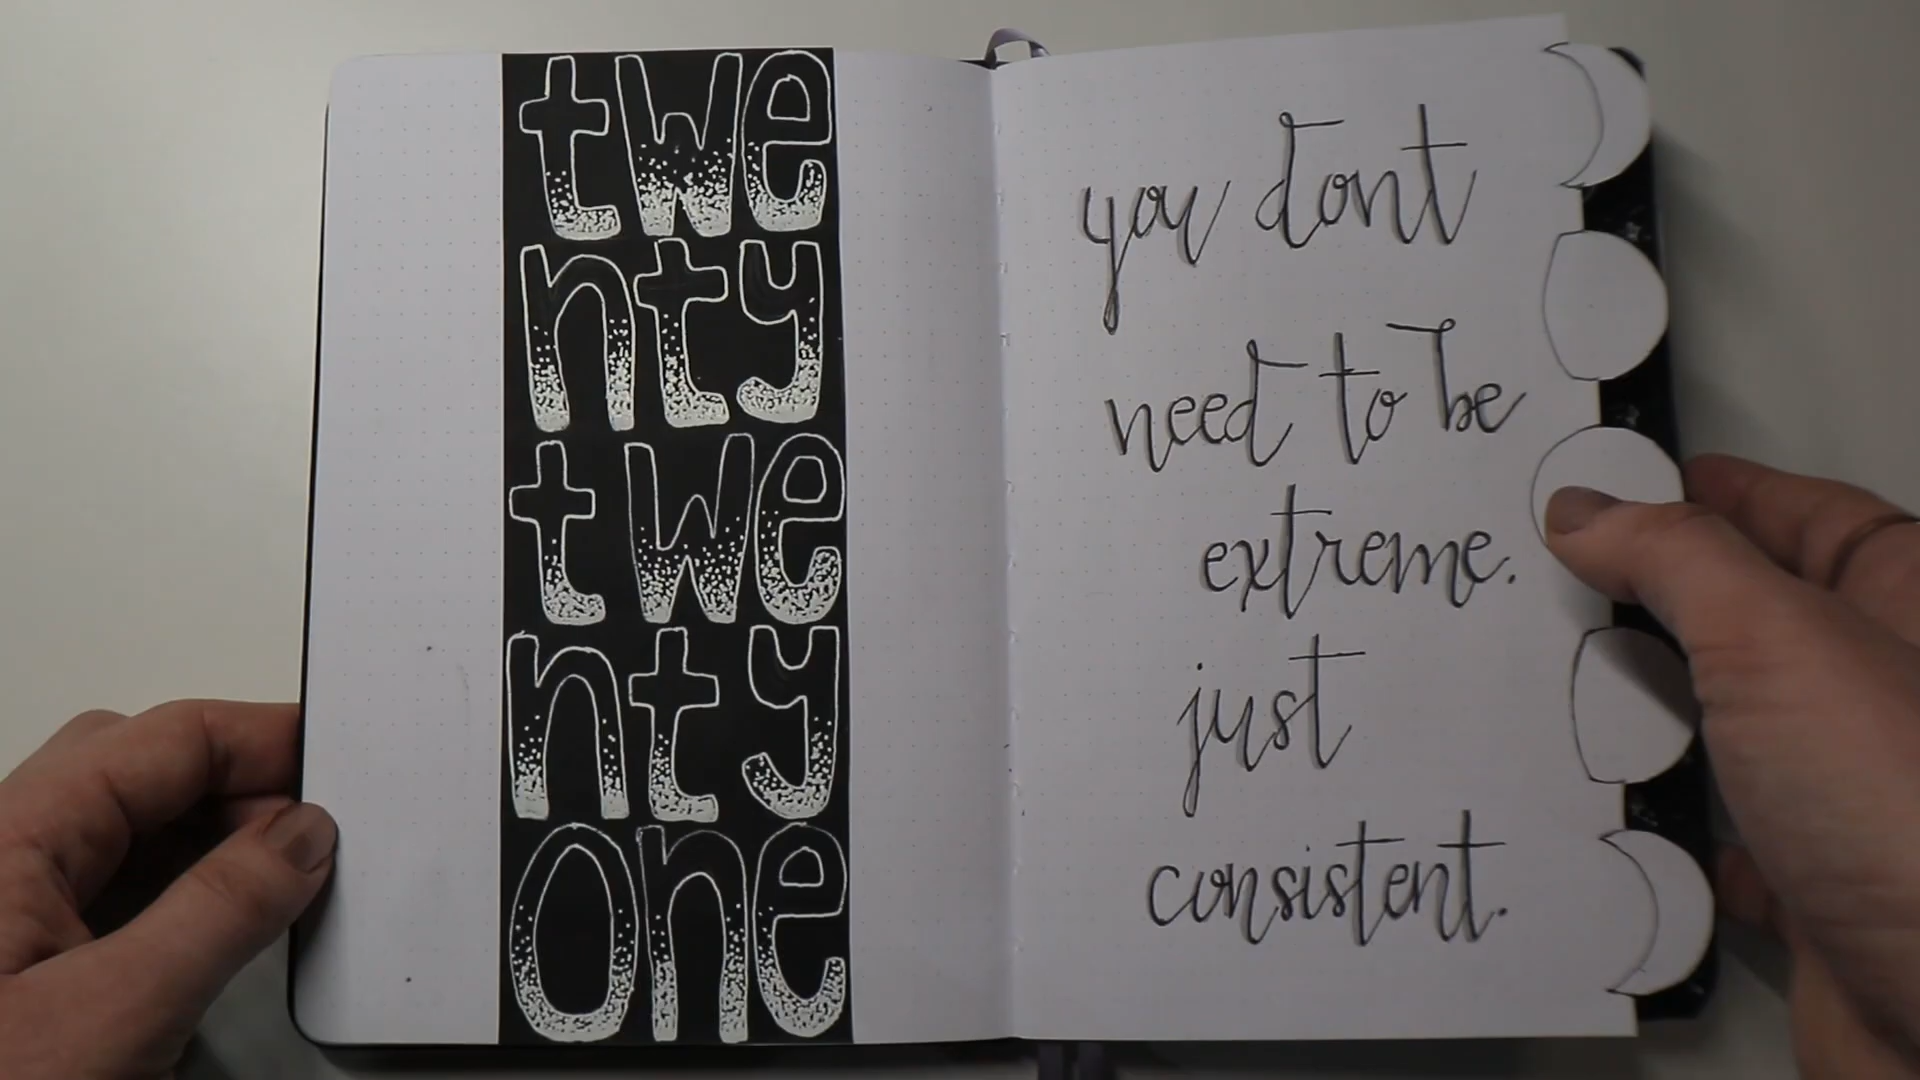 twe
nty
twe
nty
one
you dont
need to be
extreme.
just
consistent.